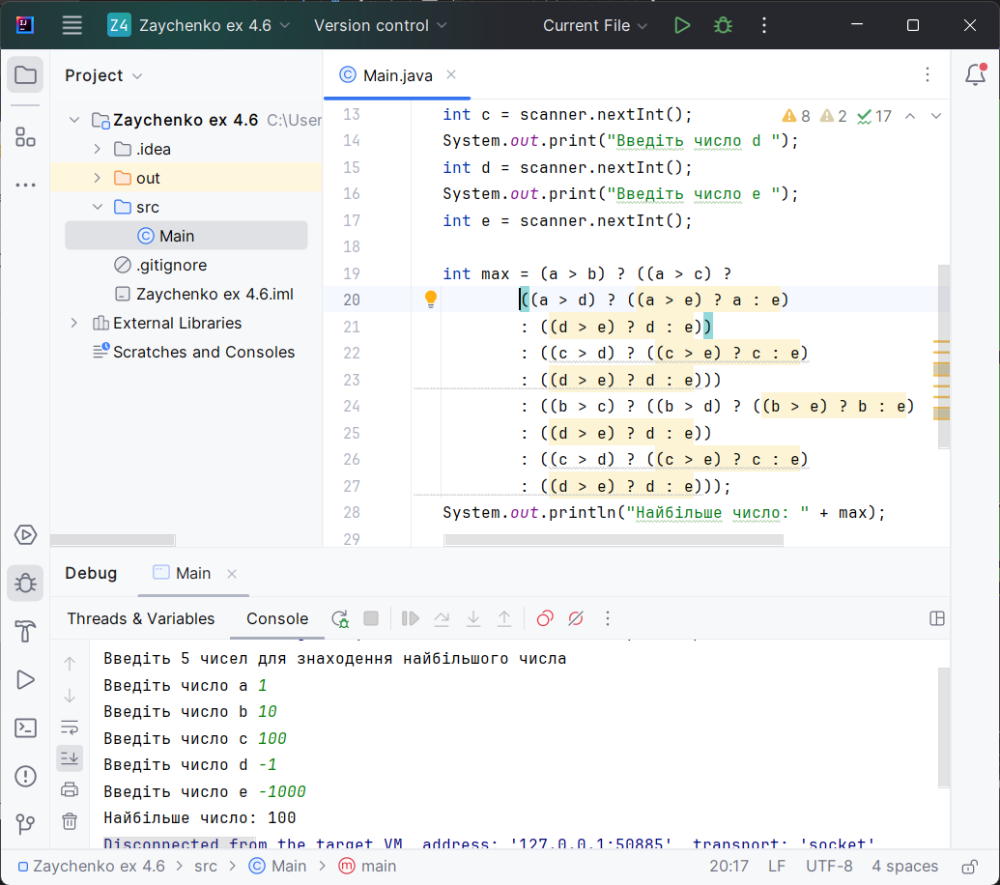 Z4 Zaychenko ex 4.6 Version control Current File
Project
Main.java
Zaychenko ex 4.6 C:\User
.idea
out
src
Main
.gitignore
Zaychenko ex 4.6.iml
External Libraries
Scratches and Consoles
8 2 17
13 int c = scanner.nextInt();
14 System.out.print("Введіть число d ");
15 int d = scanner.nextInt();
16 System.out.print("Введіть число e ");
17 int e = scanner.nextInt();
18
19 int max = (a > b) ? ((a > c) ?
20 ((a > d) ? ((a > e) ? a : e)
21 : ((d > e) ? d : e))
22 : ((c > d) ? ((c > e) ? c : e)
23 : ((d > e) ? d : e)))
24 : ((b > c) ? ((b > d) ? ((b > e) ? b : e)
25 : ((d > e) ? d : e))
26 : ((c > d) ? ((c > e) ? c : e)
27 : ((d > e) ? d : e)));
28 System.out.println("Найбільше число: " + max);
29
Debug Main
Threads & Variables Console
Введіть 5 чисел для знаходення найбільшого числа
Введіть число a 1
Введіть число b 10
Введіть число c 100
Введіть число d -1
Введіть число e -1000
Найбільше число: 100
Disconnected from the target VM, address: '127.0.0.1:50885', transport: 'socket'
Zaychenko ex 4.6 src Main main 20:17 LF UTF-8 4 spaces